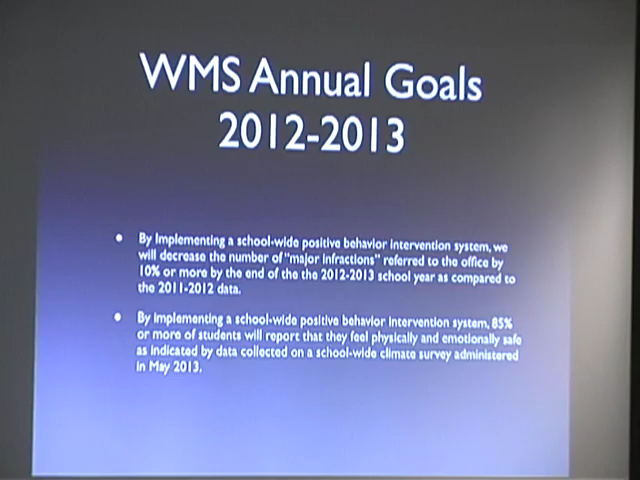 WMS Annual Goals
2012-2013
• By Implementing a school-wide positive behavior intervention system, we
will decrease the number of "major infractions" referred to the office by
10% or more by the end of the the 2012-2013 school year as compared to
the 2011-2012 data.
• By implementing a school-wide positive behavior intervention system, 85%
or more of students will report that they feel physically and emotionally safe
as indicated by data collected on a school-wide climate survey administered
in May 2013.